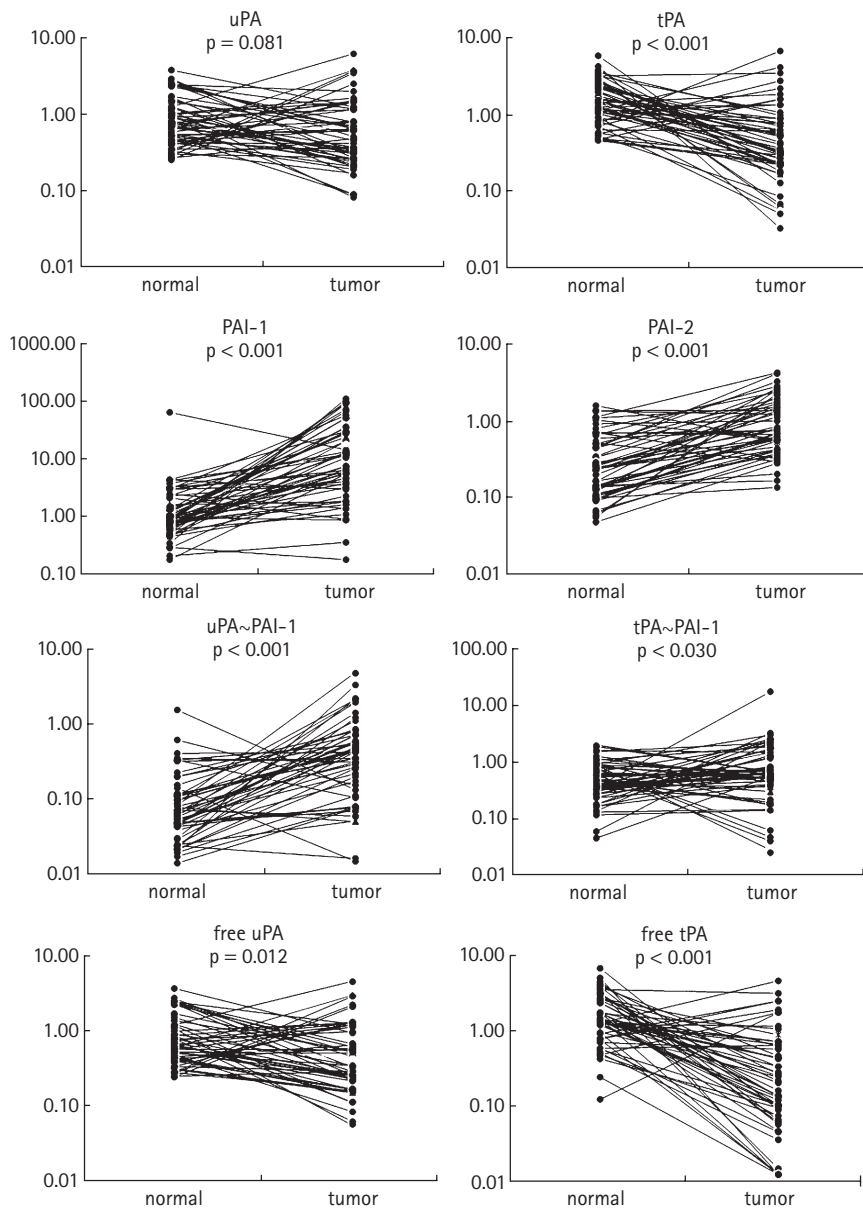 uPA
p = 0.081
10.00
1.00
0.10
0.01
normal
tumor
tPA
p < 0.001
10.00
1.00
0.10
0.01
normal
tumor
PAI-1
p < 0.001
1000.00
100.00
10.00
1.00
0.10
normal
tumor
PAI-2
p < 0.001
10.00
1.00
0.10
0.01
normal
tumor
uPA~PAI-1
p < 0.001
10.00
1.00
0.10
0.01
normal
tumor
tPA~PAI-1
p < 0.030
100.00
10.00
1.00
0.10
0.01
normal
tumor
free uPA
p = 0.012
10.00
1.00
0.10
0.01
normal
tumor
free tPA
p < 0.001
10.00
1.00
0.10
0.01
normal
tumor